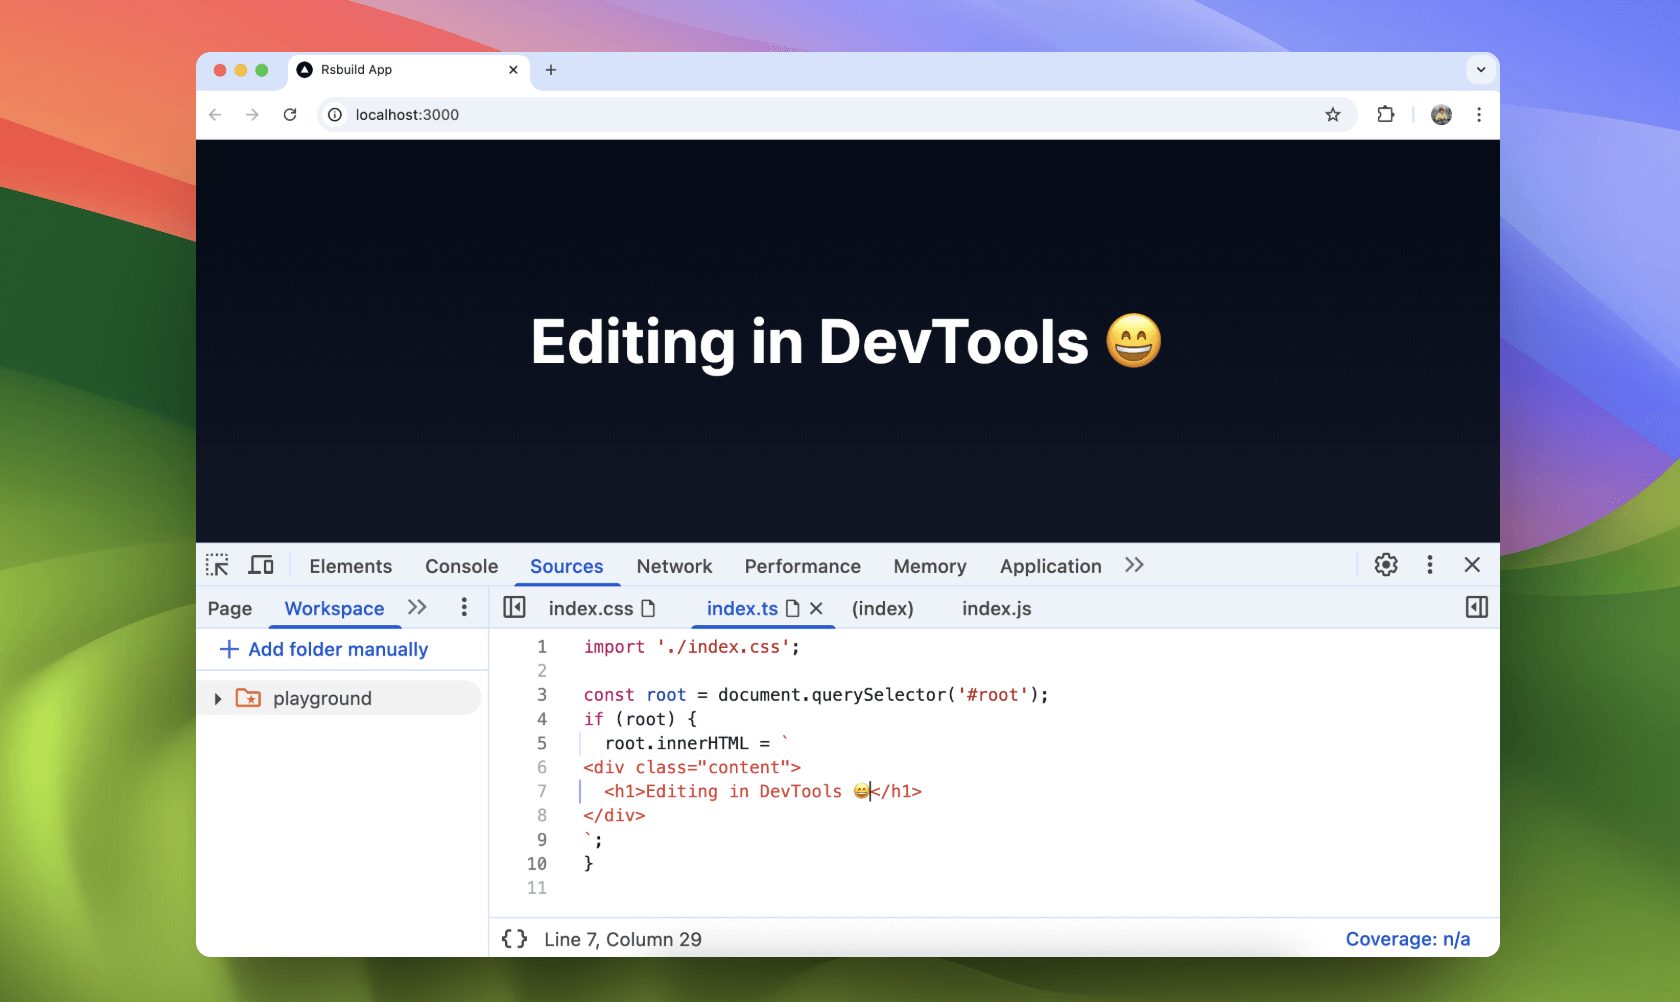 Rsbuild App
localhost:3000
Editing in DevTools 😄
Elements Console Sources Network Performance Memory Application
Page Workspace
index.css index.ts (index) index.js
Add folder manually
playground
1 import './index.css';
2
3 const root = document.querySelector('#root');
4 if (root) {
5   root.innerHTML = `
6 <div class="content">
7   <h1>Editing in DevTools 😄</h1>
8 </div>
9 `;
10 }
11
{ } Line 7, Column 29
Coverage: n/a